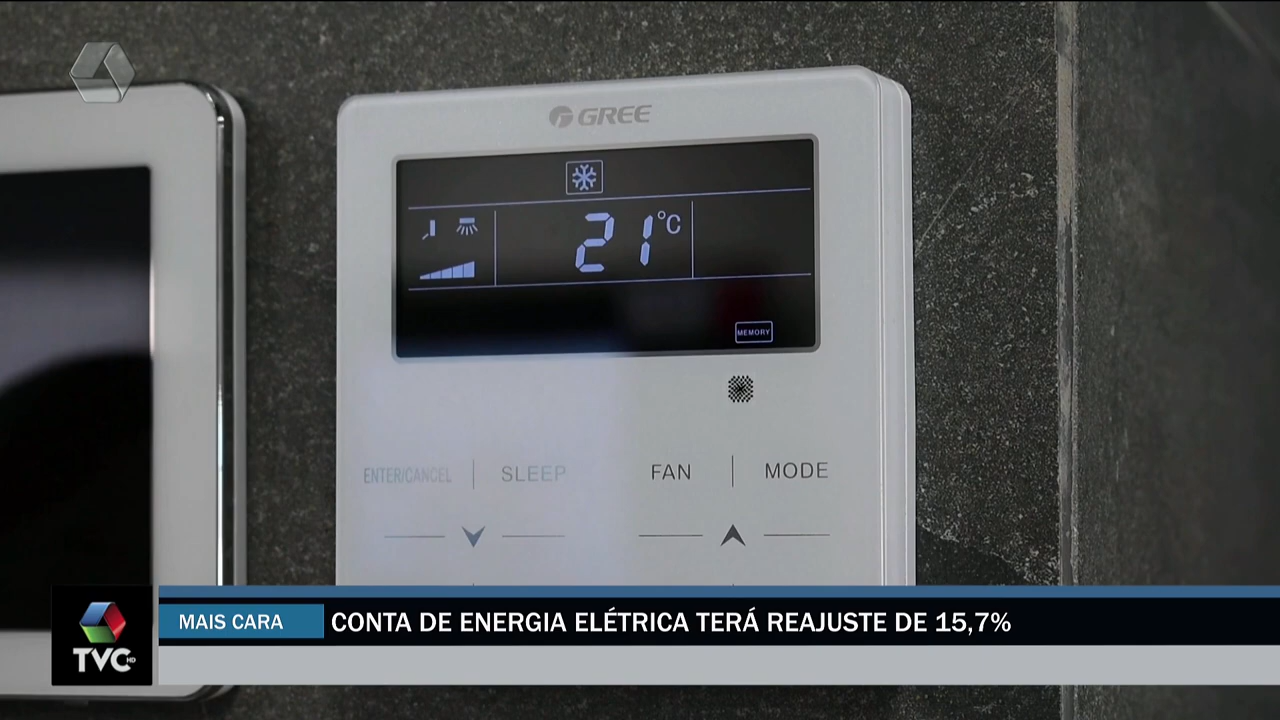 GREE
21°C
MEMORY
ENTER/CANCEL SLEEP FAN MODE
MAIS CARA CONTA DE ENERGIA ELÉTRICA TERÁ REAJUSTE DE 15,7%
TVC HD